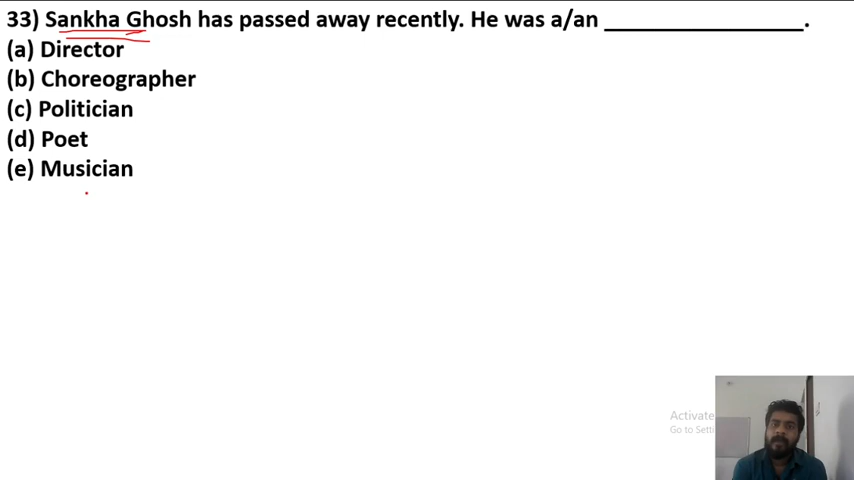 33) Sankha Ghosh has passed away recently. He was a/an __________________.
(a) Director
(b) Choreographer
(c) Politician
(d) Poet
(e) Musician
Activate
Go to Setti